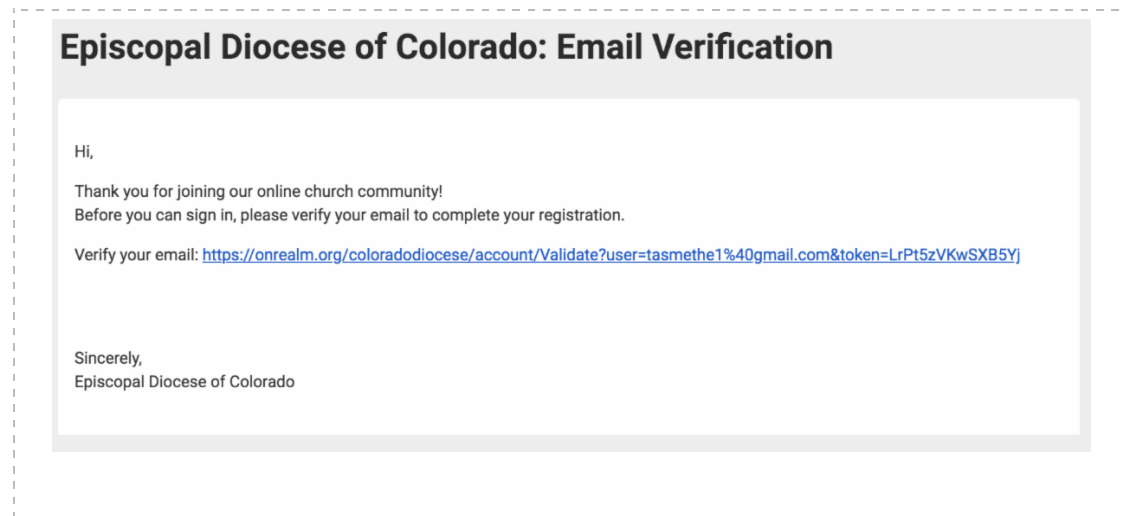 Episcopal Diocese of Colorado: Email Verification
Hi,
Thank you for joining our online church community!
Before you can sign in, please verify your email to complete your registration.
Verify your email: https://onrealm.org/coloradodiocese/account/Validate?user=tasmethe1%40gmail.com&token=LrPt5zVKwSXB5Yj
Sincerely,
Episcopal Diocese of Colorado